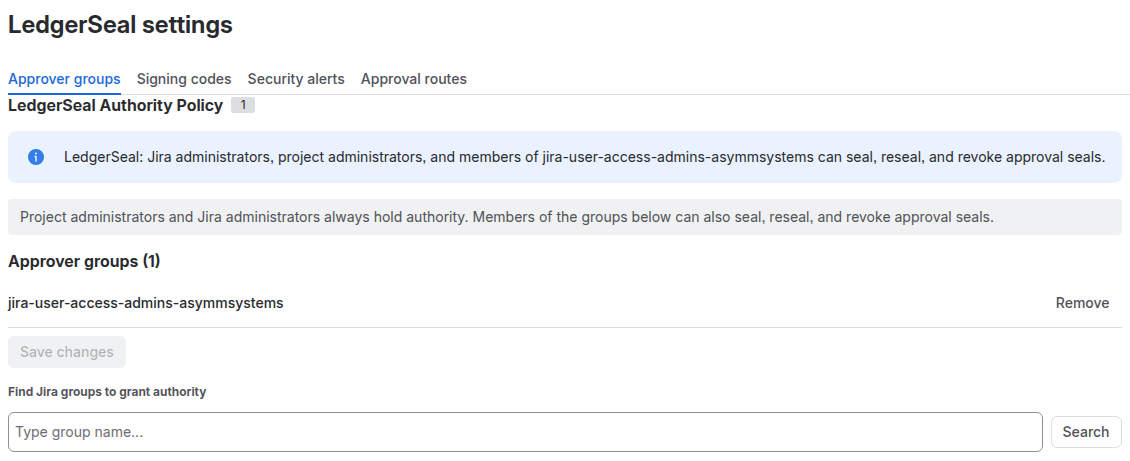 LedgerSeal settings
Approver groups Signing codes Security alerts Approval routes
LedgerSeal Authority Policy 1
LedgerSeal: Jira administrators, project administrators, and members of jira-user-access-admins-asymmsystems can seal, reseal, and revoke approval seals.
Project administrators and Jira administrators always hold authority. Members of the groups below can also seal, reseal, and revoke approval seals.
Approver groups (1)
jira-user-access-admins-asymmsystems Remove
Save changes
Find Jira groups to grant authority
Type group name... Search